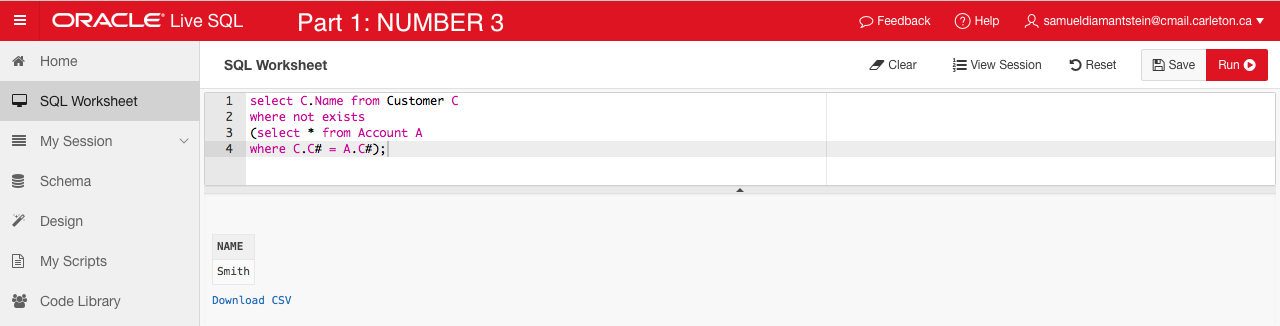 ORACLE Live SQL
Part 1: NUMBER 3
Feedback
Help
samueldiamantstein@cmail.carleton.ca
Home
SQL Worksheet
My Session
Schema
Design
My Scripts
Code Library
SQL Worksheet
Clear
View Session
Reset
Save
Run
1 select C.Name from Customer C
2 where not exists
3 (select * from Account A
4 where C.C# = A.C#);
NAME
Smith
Download CSV